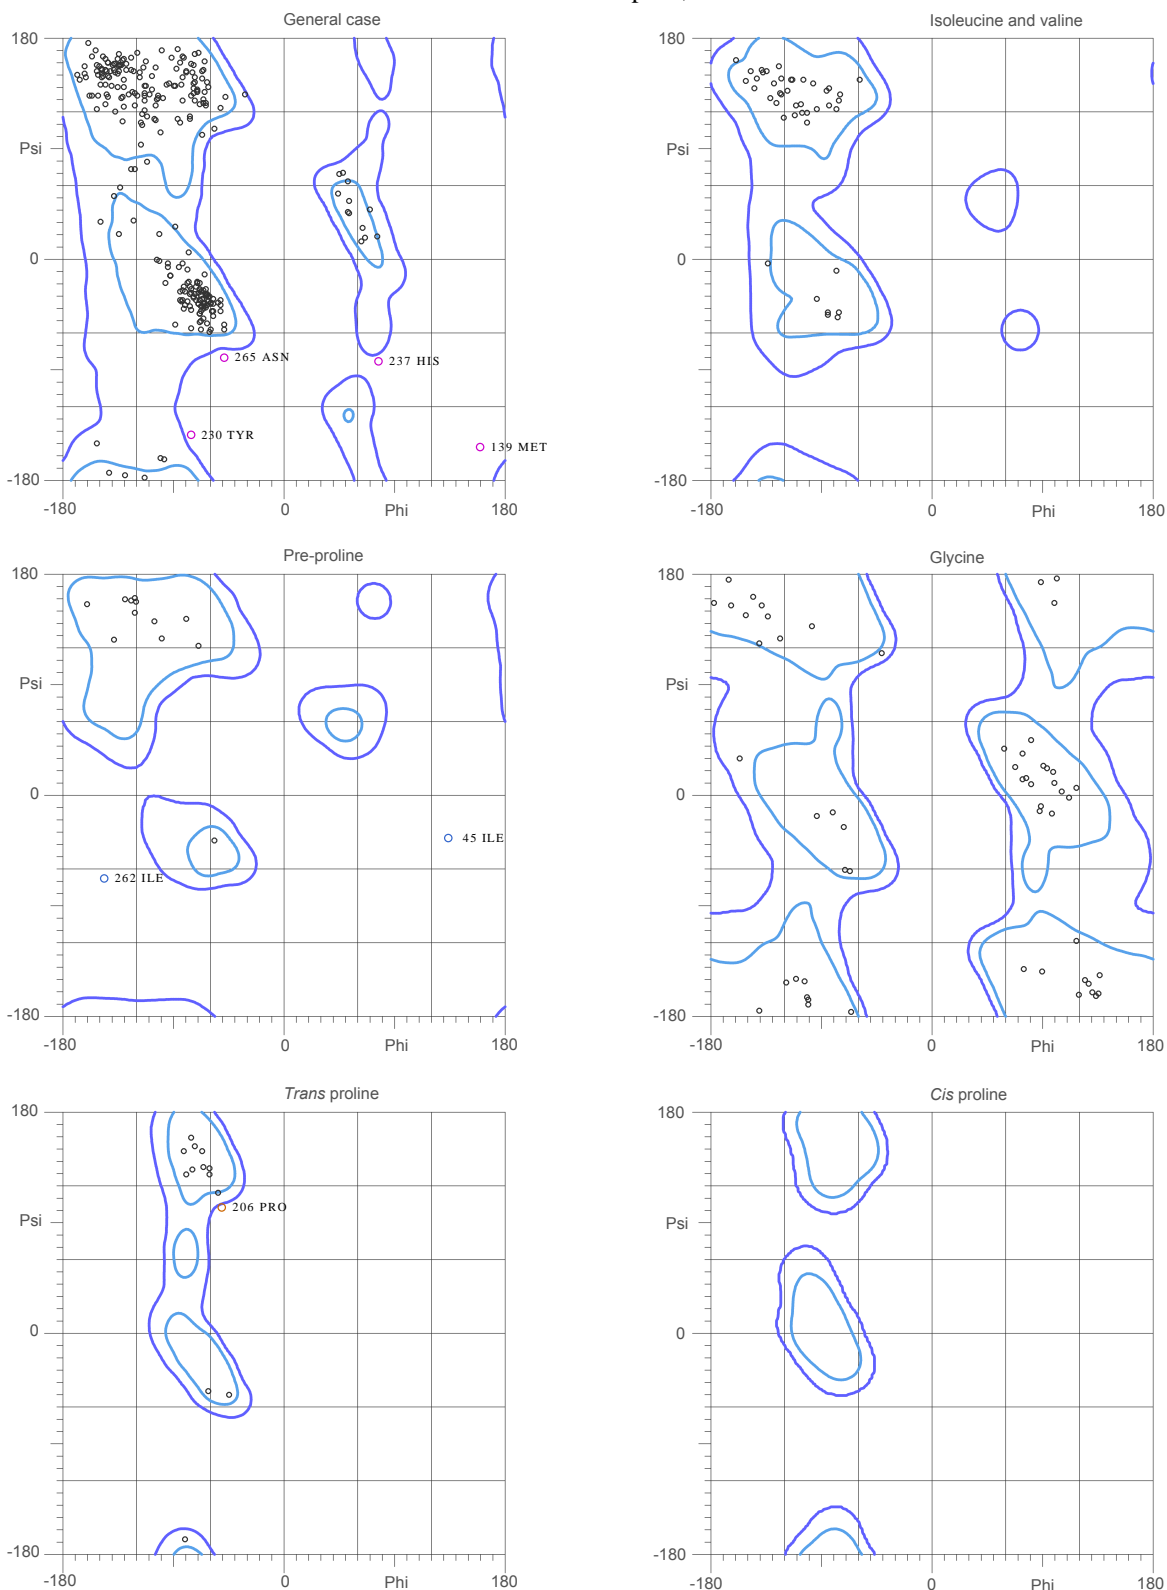 General case
180
Psi
0
-180
265 ASN
237 HIS
230 TYR
139 MET
-180
0
Phi
180
Isoleucine and valine
180
Psi
0
-180
-180
0
Phi
180
Pre-proline
180
Psi
0
-180
45 ILE
262 ILE
-180
0
Phi
180
Glycine
180
Psi
0
-180
-180
0
Phi
180
Trans proline
180
Psi
0
-180
206 PRO
-180
0
Phi
180
Cis proline
180
Psi
0
-180
-180
0
Phi
180